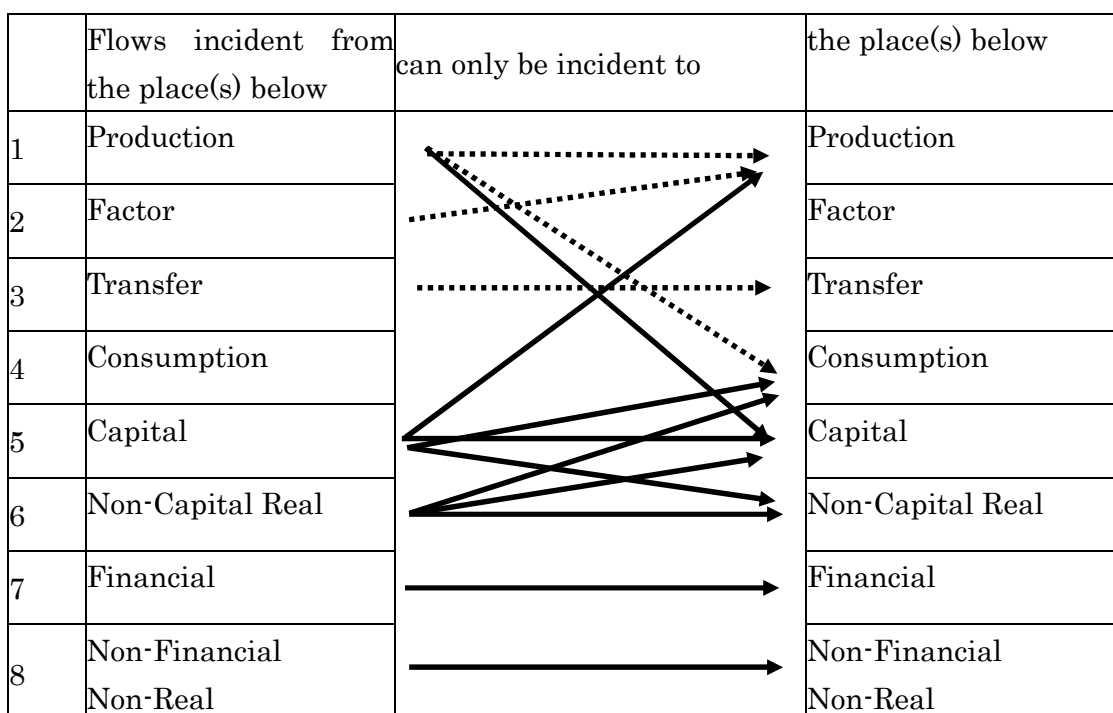 Flows incident from
the place(s) below
can only be incident to
the place(s) below
1
Production
Production
2
Factor
Factor
3
Transfer
Transfer
4
Consumption
Consumption
5
Capital
Capital
6
Non-Capital Real
Non-Capital Real
7
Financial
Financial
8
Non-Financial
Non-Real
Non-Financial
Non-Real